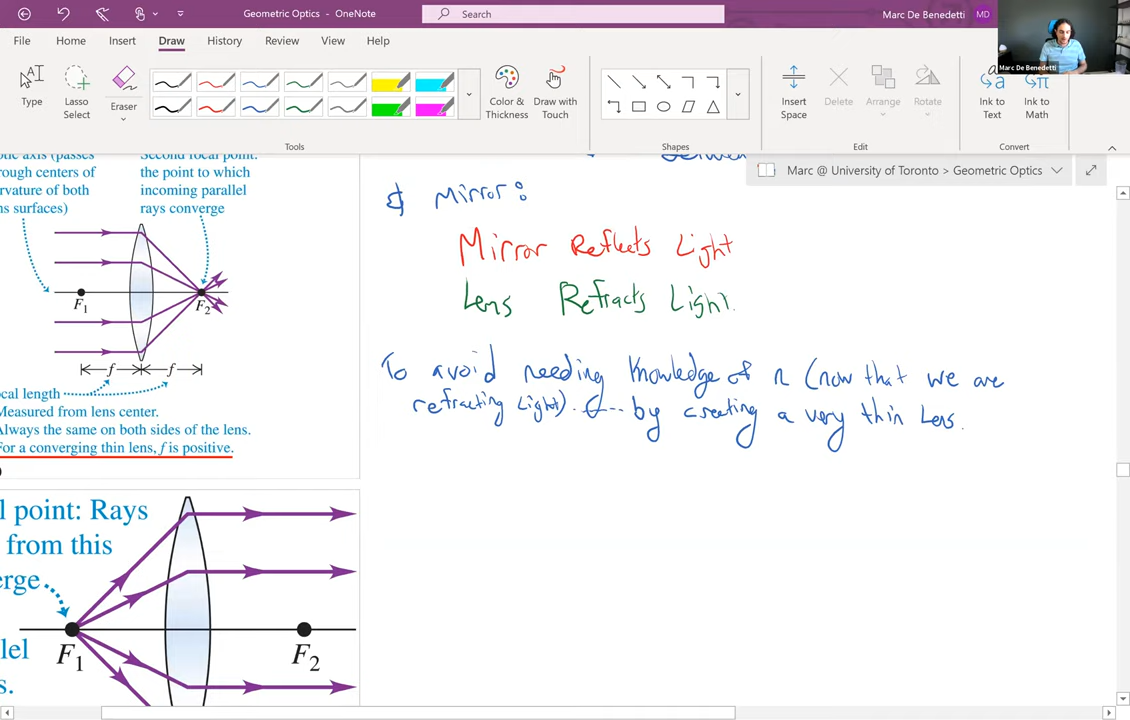 Geometric Optics - OneNote
Search
Marc De Benedetti
MD
File
Home
Insert
Draw
History
Review
View
Help
Type
Lasso Select
Eraser
Color & Thickness
Draw with Touch
Insert Space
Delete
Arrange
Rotate
Ink to Text
Ink to Math
Tools
Shapes
Edit
Convert
Marc De Benedetti
Marc @ University of Toronto > Geometric Optics
otic axis (passes
rough centers of
rvature of both
ns surfaces)
Second focal point:
the point to which
incoming parallel
rays converge
F1
F2
f
f
ocal length
Measured from lens center.
Always the same on both sides of the lens.
For a converging thin lens, f is positive.
l point: Rays
from this
erge
F1
F2
lel
s.
& Mirror:
Mirror Reflects Light
Lens Refracts Light.
To avoid needing Knowledge of n (now that we are
refracting Light). by creating a very thin Lens.